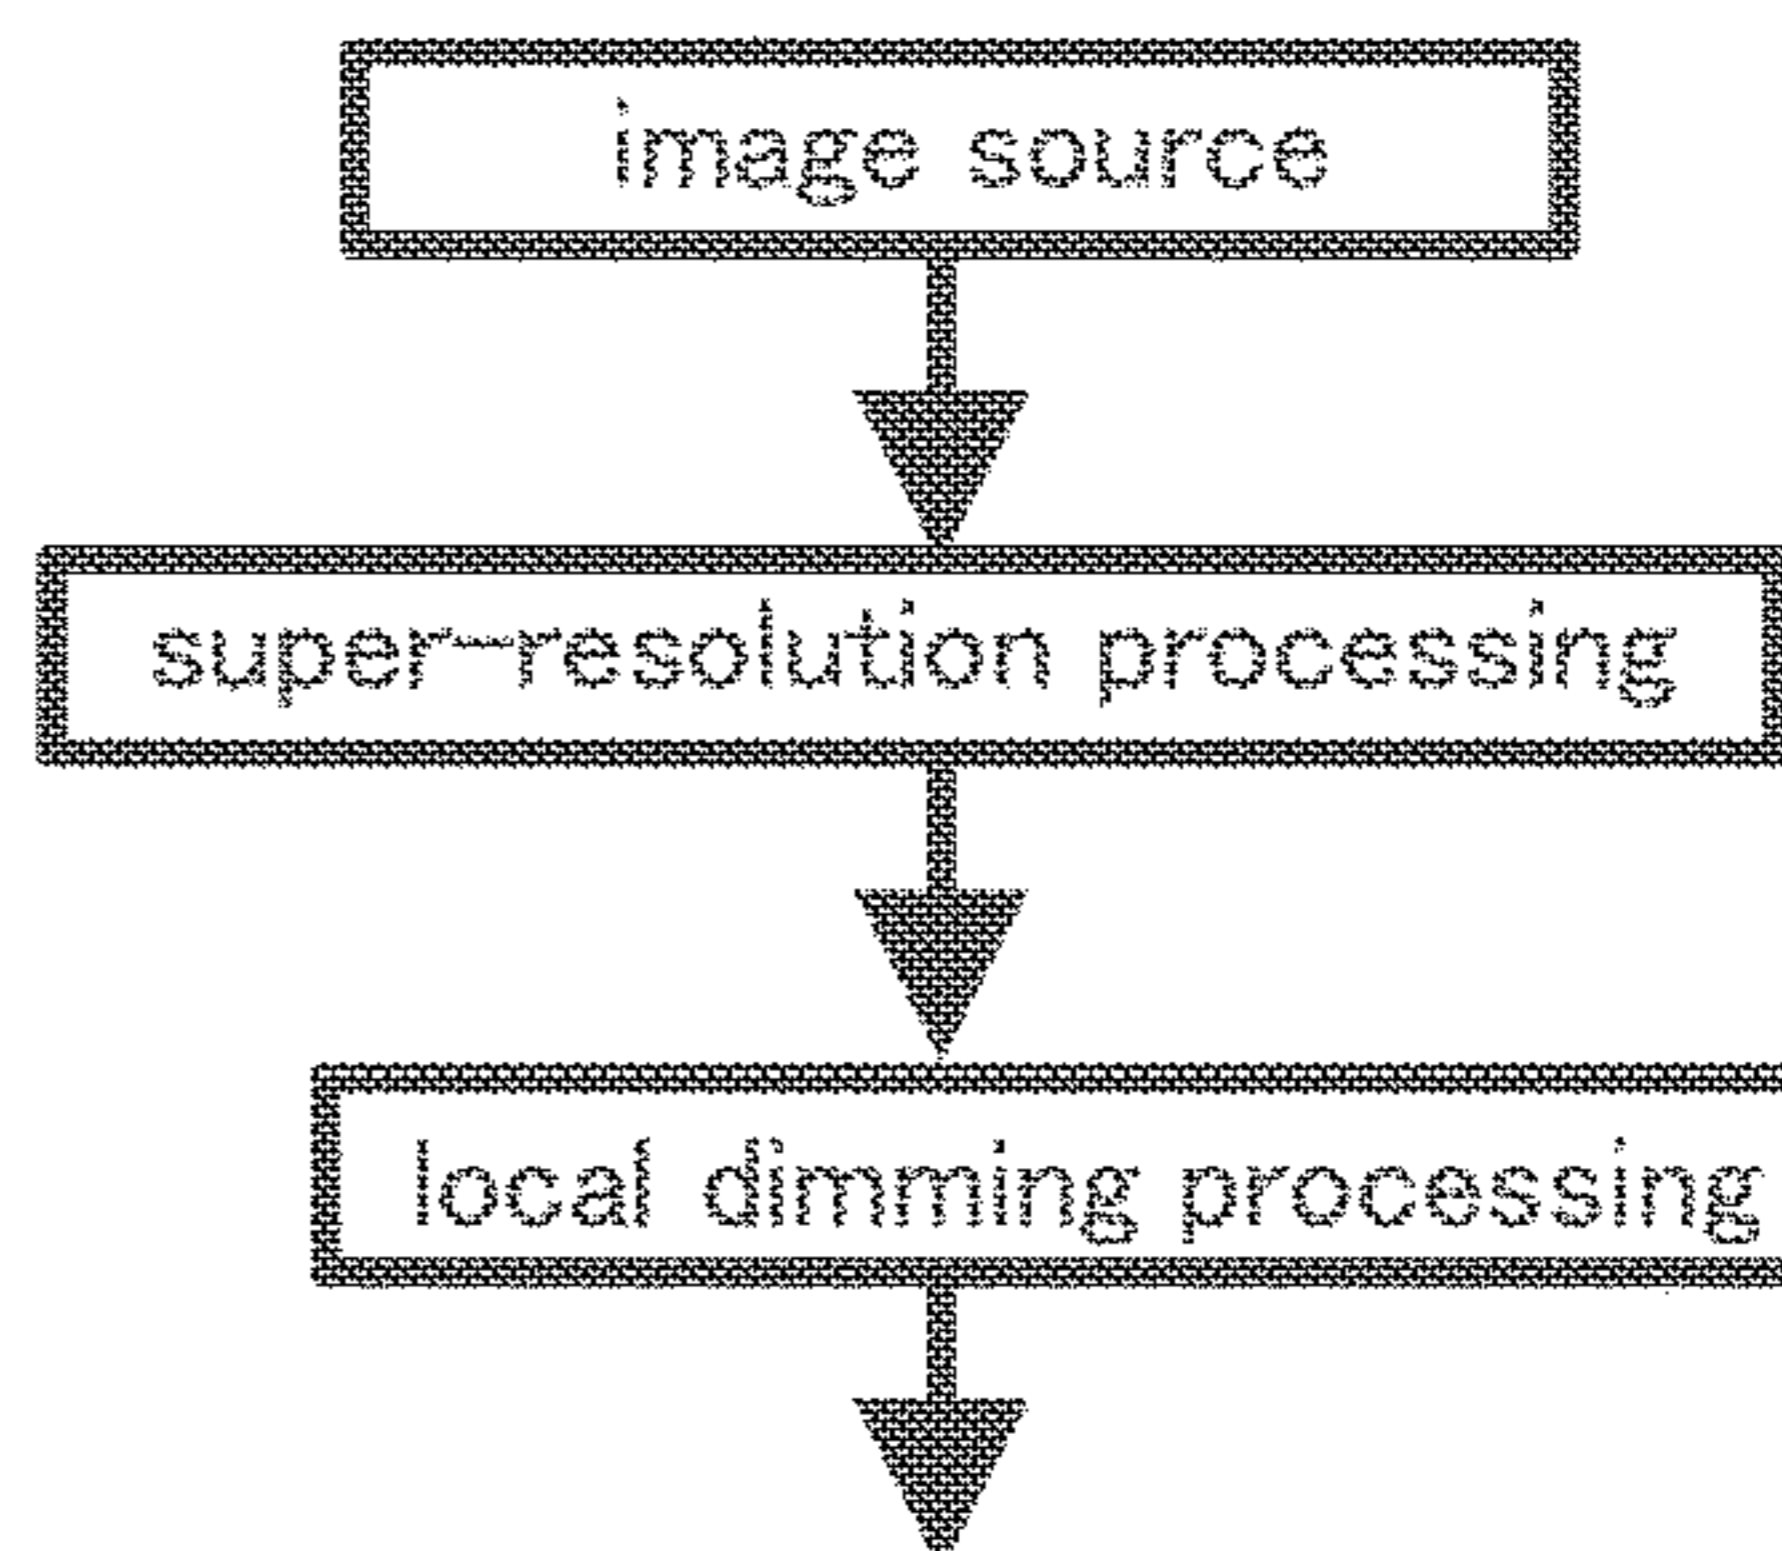 image source
super-resolution processing
local dimming processing